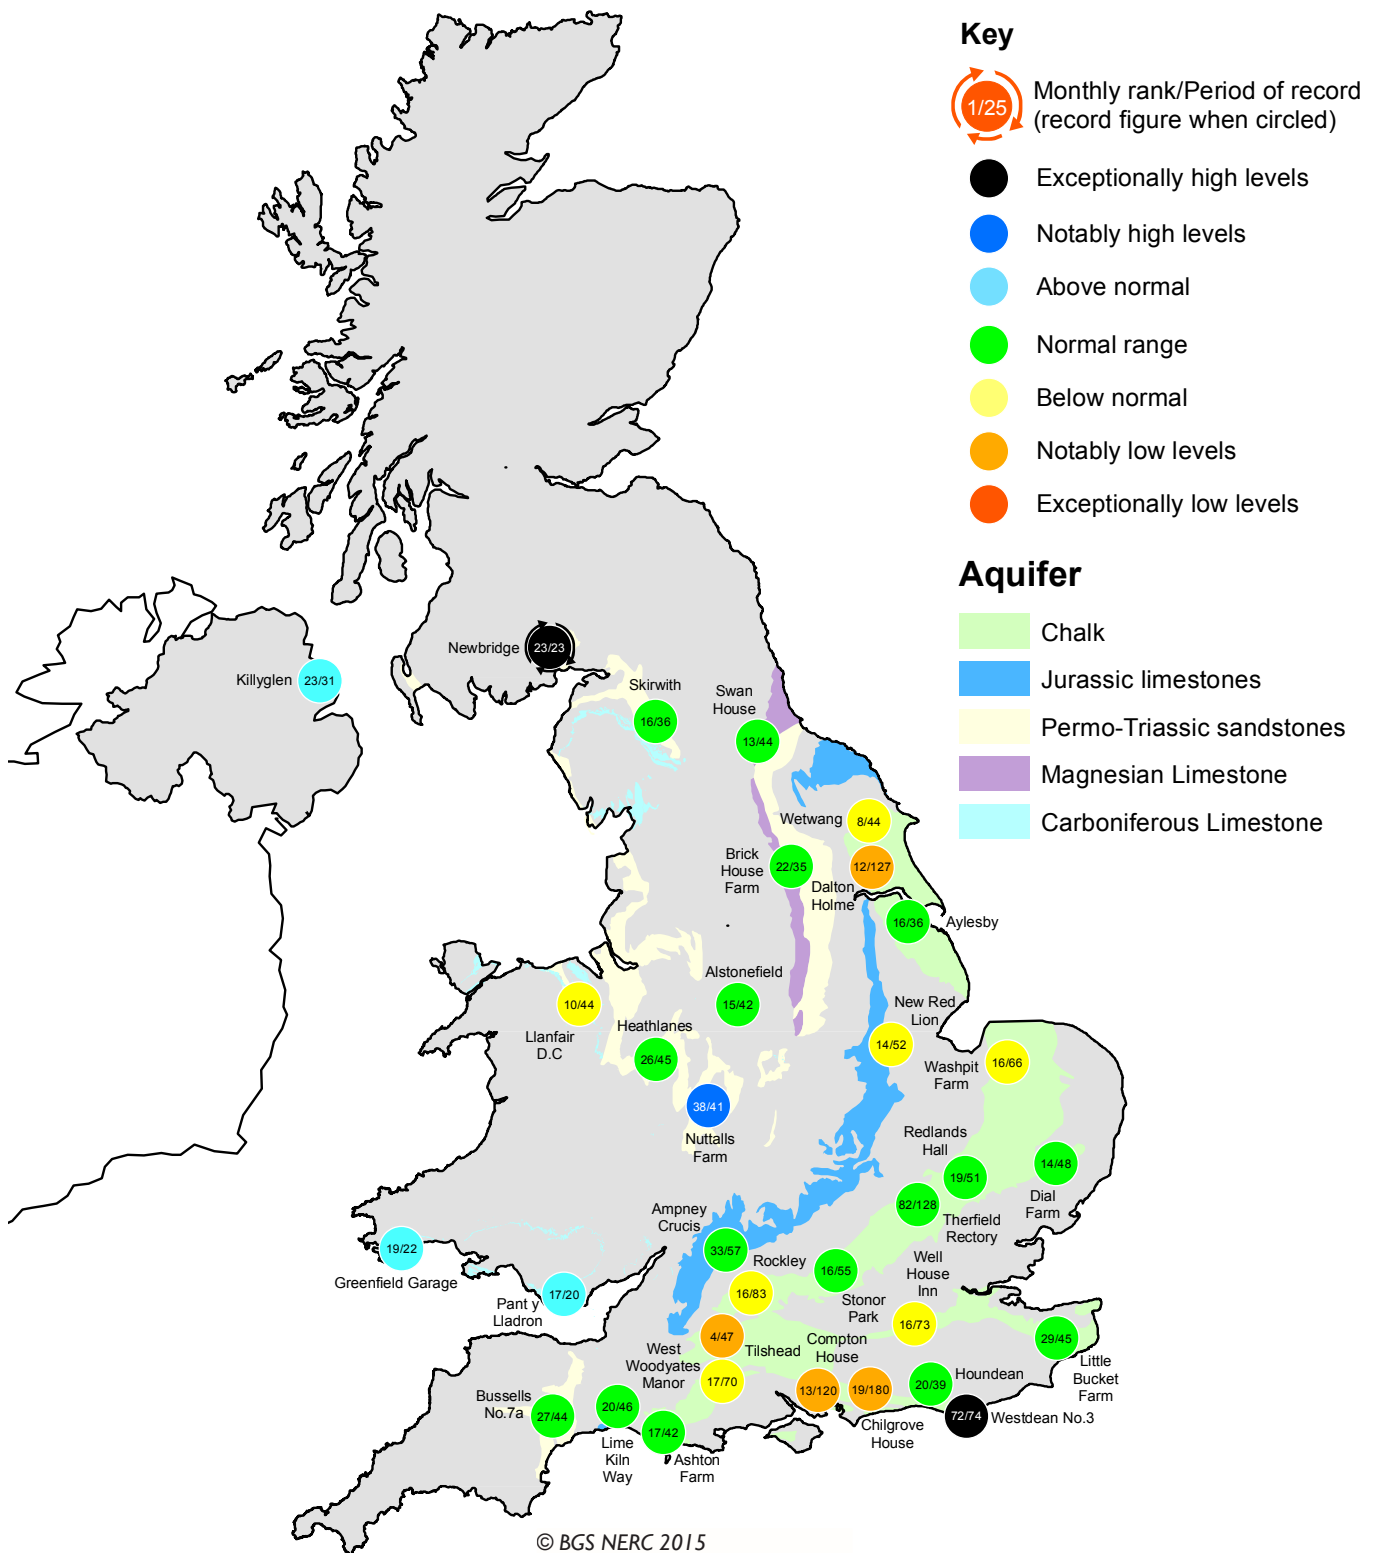 Key
1/25
Monthly rank/Period of record
(record figure when circled)
Exceptionally high levels
Notably high levels
Above normal
Normal range
Below normal
Notably low levels
Exceptionally low levels
Aquifer
Chalk
Jurassic limestones
Permo-Triassic sandstones
Magnesian Limestone
Carboniferous Limestone
Newbridge
23/23
Killyglen
23/31
Skirwith
16/36
Swan
House
13/44
Wetwang
8/44
Brick
House
Farm
22/35
Dalton
Holme
12/127
16/36
Aylesby
Alstonefield
15/42
10/44
Llanfair
D.C
Heathlanes
26/45
New Red
Lion
14/52
Washpit
Farm
16/66
38/41
Nuttalls
Farm
Redlands
Hall
19/51
14/48
Dial
Farm
82/128
Therfield
Rectory
Ampney
Crucis
33/57
19/22
Greenfield Garage
Pant y
Lladron
17/20
Rockley
16/83
16/55
Stonor
Park
Well
House
Inn
16/73
4/47
Tilshead
West
Woodyates
Manor
17/70
Compton
House
13/120
19/180
Chilgrove
House
20/39
Houndean
29/45
Little
Bucket
Farm
72/74
Westdean No.3
Bussells
No.7a
27/44
20/46
Lime
Kiln
Way
17/42
Ashton
Farm
© BGS NERC 2015